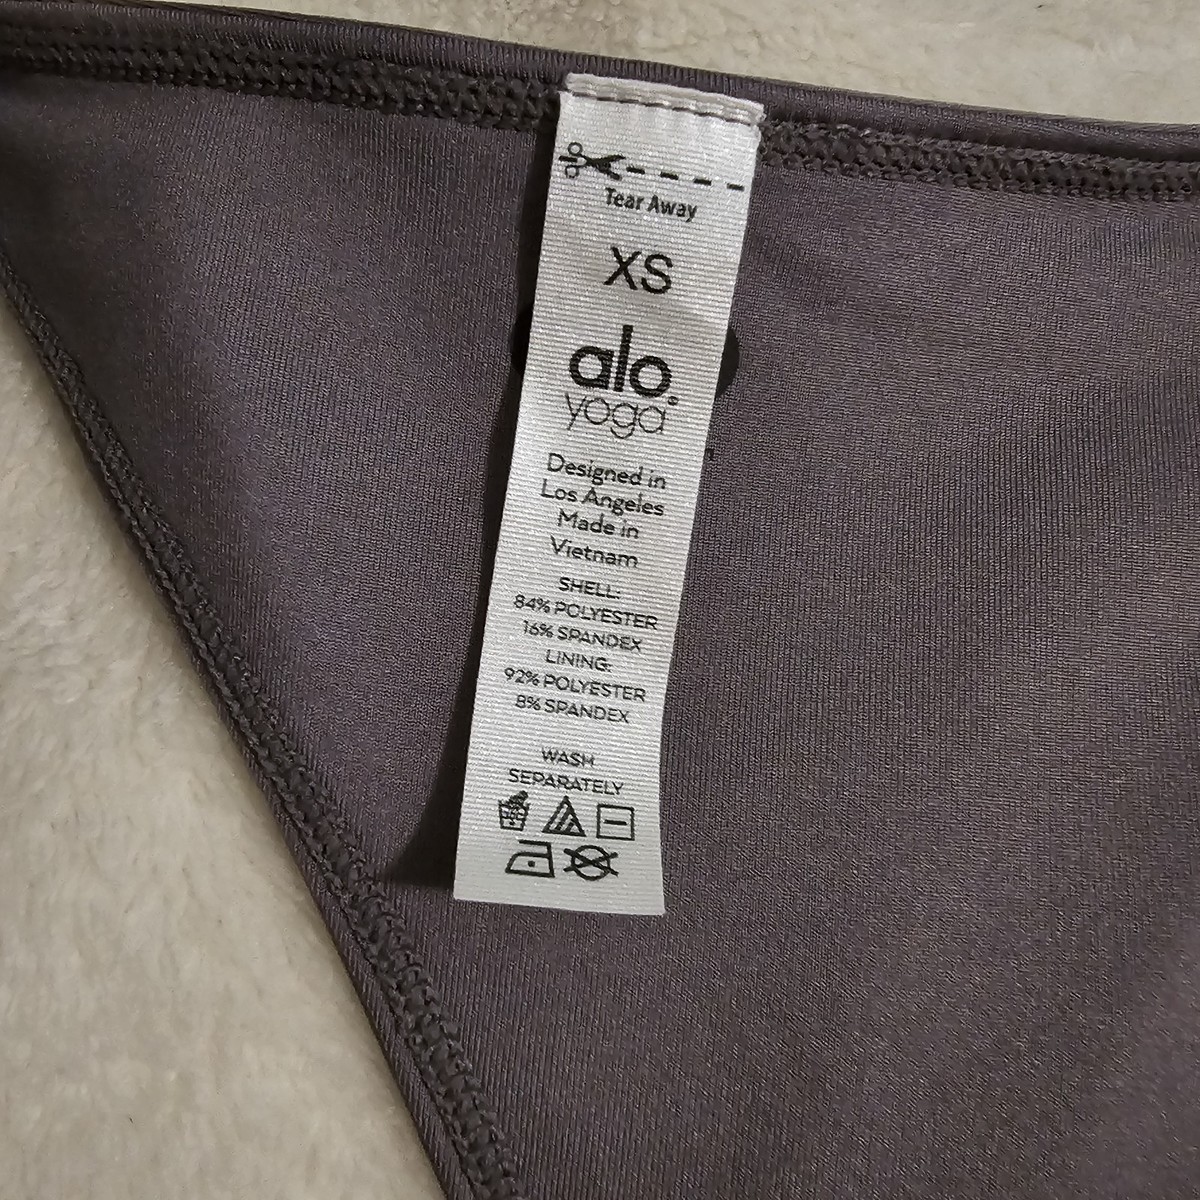 Tear Away
XS
alo.
yoga
Designed in
Los Angeles
Made in
Vietnam
SHELL:
84% POLYESTER
16% SPANDEX
LINING:
92% POLYESTER
8% SPANDEX
WASH
SEPARATELY